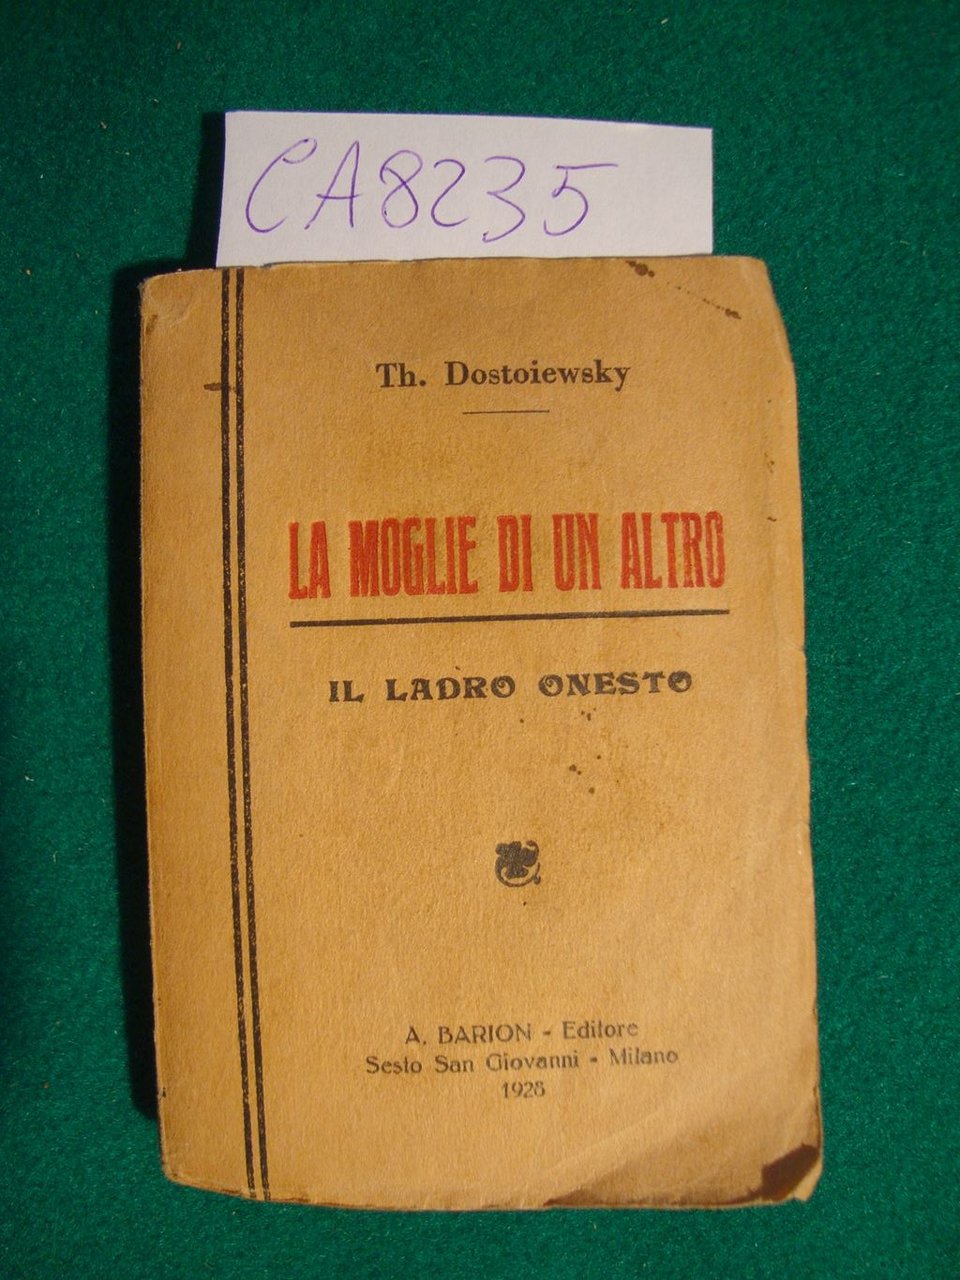 CA8235
Th. Dostoiewsky
LA MOGLIE DI UN ALTRO
IL LADRO ONESTO
A. BARION - Editore
Sesto San Giovanni - Milano
1928